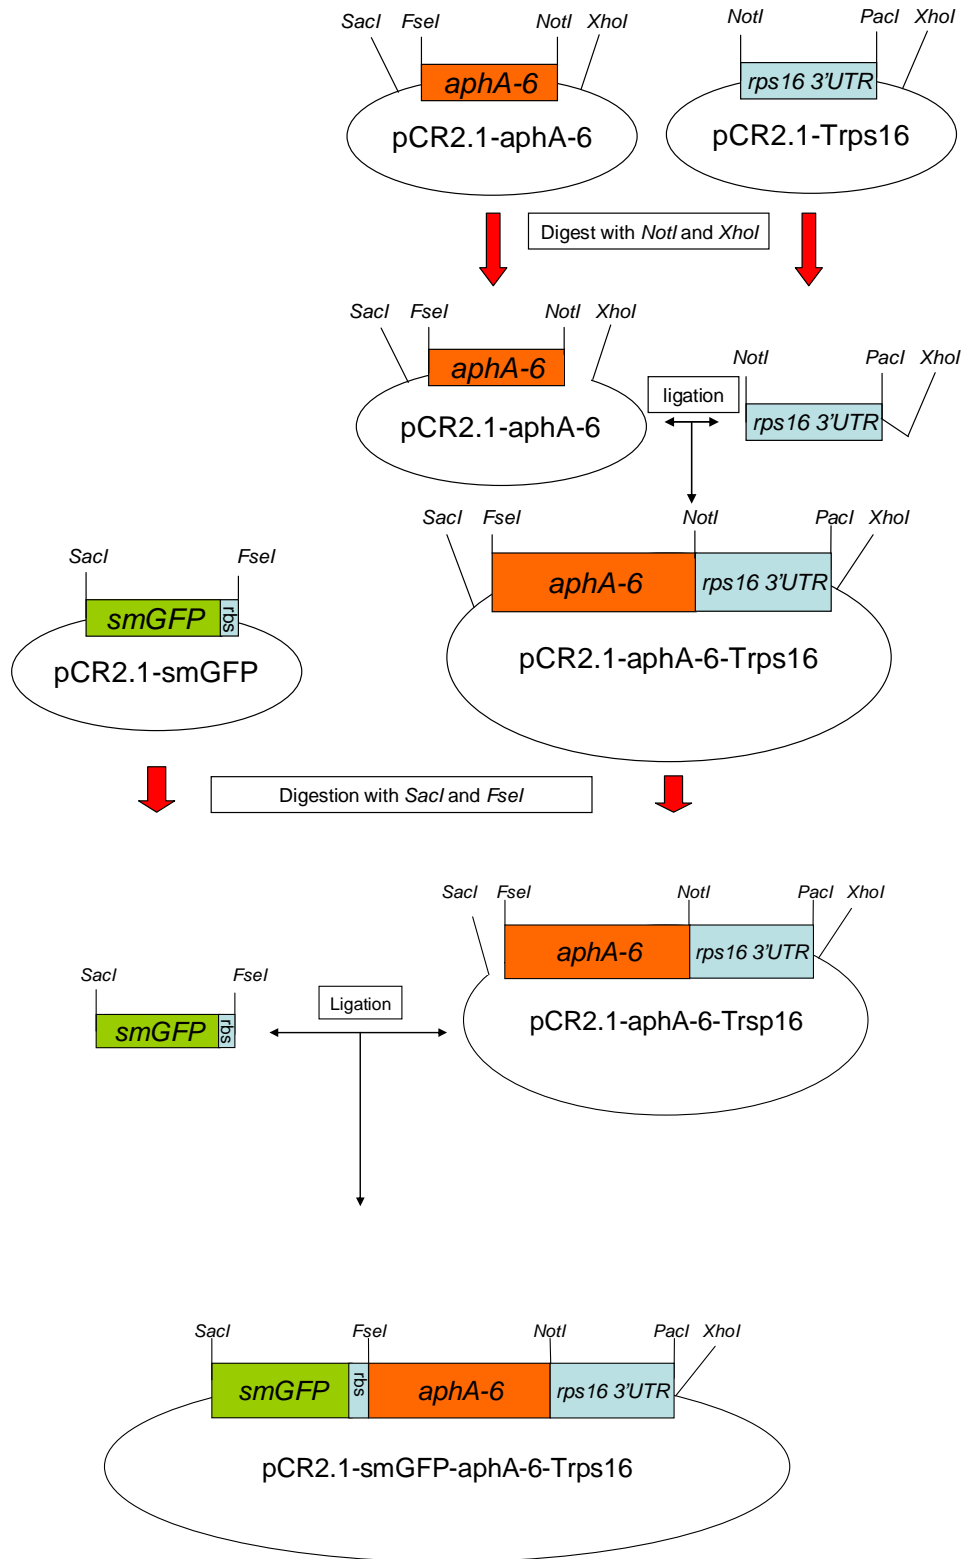 SacI FseI NotI XhoI NotI PacI XhoI
aphA-6 rps16 3'UTR
pCR2.1-aphA-6 pCR2.1-Trps16
Digest with NotI and XhoI
SacI FseI NotI XhoI
NotI PacI XhoI
aphA-6
ligation
pCR2.1-aphA-6 rps16 3'UTR
SacI FseI NotI PacI XhoI
SacI FseI
aphA-6 rps16 3'UTR
smGFP rbs
pCR2.1-smGFP pCR2.1-aphA-6-Trps16
Digestion with SacI and FseI
SacI FseI NotI PacI XhoI
aphA-6 rps16 3'UTR
SacI FseI
Ligation
smGFP rbs pCR2.1-aphA-6-Trsp16
SacI FseI NotI PacI XhoI
smGFP rbs aphA-6 rps16 3'UTR
pCR2.1-smGFP-aphA-6-Trps16